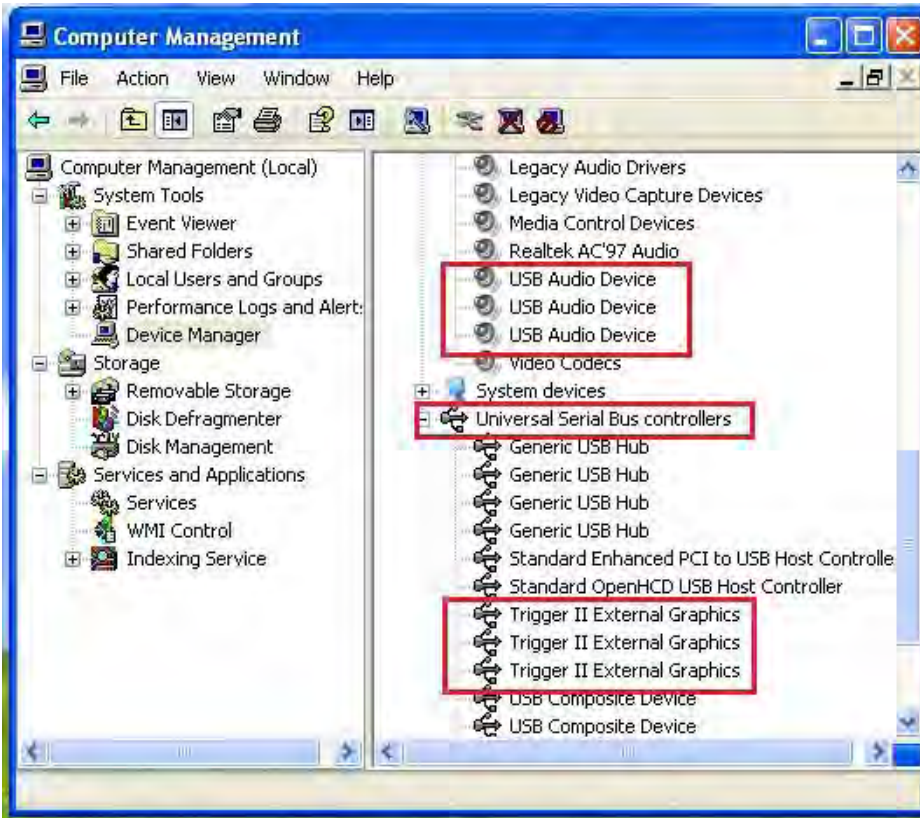 Computer Management
File Action View Window Help
Computer Management (Local)
System Tools
Event Viewer
Shared Folders
Local Users and Groups
Performance Logs and Alert:
Device Manager
Storage
Removable Storage
Disk Defragmenter
Disk Management
Services and Applications
Services
WMI Control
Indexing Service
Legacy Audio Drivers
Legacy Video Capture Devices
Media Control Devices
Realtek AC'97 Audio
USB Audio Device
USB Audio Device
USB Audio Device
Video Codecs
System devices
Universal Serial Bus controllers
Generic USB Hub
Generic USB Hub
Generic USB Hub
Generic USB Hub
Standard Enhanced PCI to USB Host Controlle
Standard OpenHCD USB Host Controller
Trigger II External Graphics
Trigger II External Graphics
Trigger II External Graphics
USB Composite Device
USB Composite Device